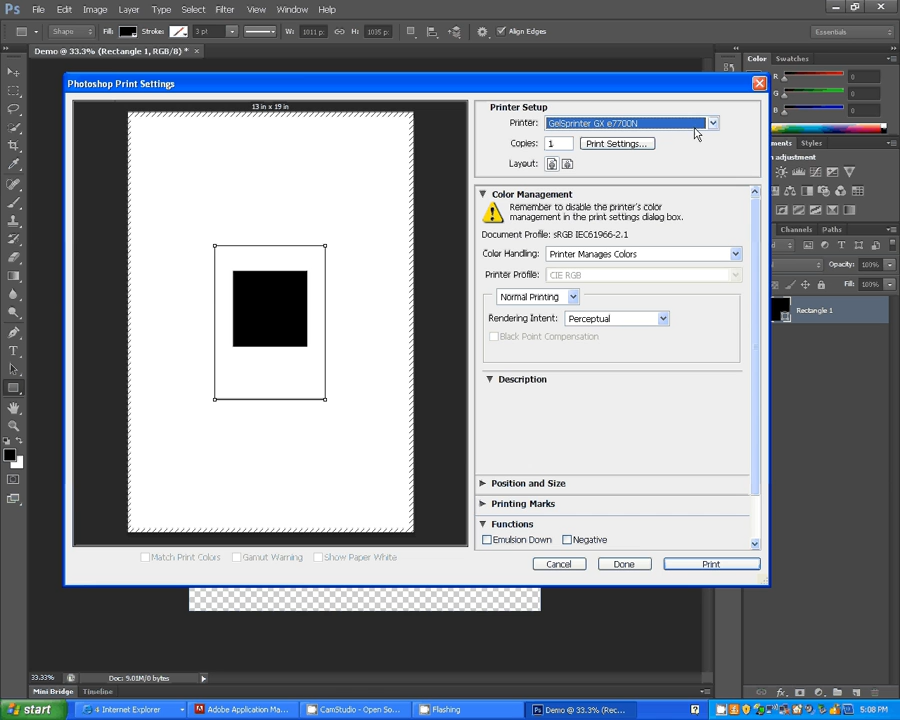 Ps File Edit Image Layer Type Select Filter View Window Help
Shape Fill: Stroke: 3 pt W: 1011 p H: 1035 p Align Edges Essentials
Demo @ 33.3% (Rectangle 1, RGB/8) * ×
Color Swatches
R 0
G 0
B 0
Styles
n adjustment
Channels Paths
Opacity: 100%
Fill: 100%
Rectangle 1
Photoshop Print Settings
13 in x 19 in
Printer Setup
Printer: GelSprinter GX e7700N
Copies: 1 Print Settings...
Layout:
Color Management
Remember to disable the printer's color
management in the print settings dialog box.
Document Profile: sRGB IEC61966-2.1
Color Handling: Printer Manages Colors
Printer Profile: CIE RGB
Normal Printing
Rendering Intent: Perceptual
Black Point Compensation
Description
Position and Size
Printing Marks
Functions
Emulsion Down Negative
Match Print Colors Gamut Warning Show Paper White
Cancel Done Print
33.33% Doc: 9.01M/0 bytes
Mini Bridge Timeline
start 4 Internet Explorer Adobe Application Ma... CamStudio - Open So... Flashing Demo @ 33.3% (Rec... 5:08 PM